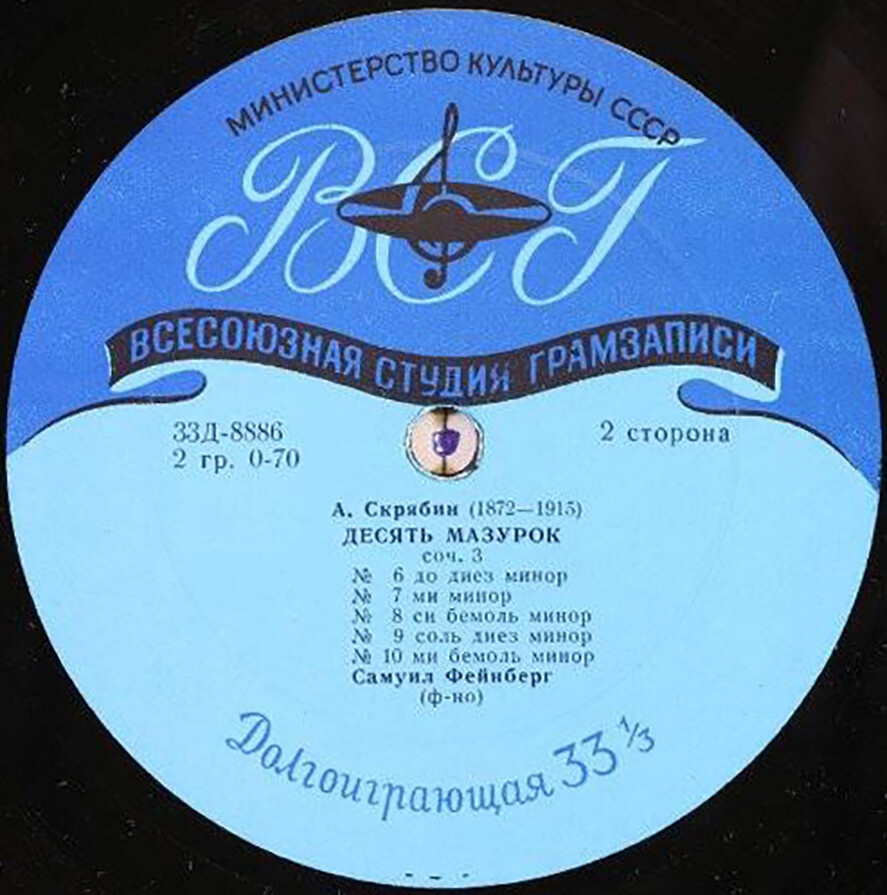 МИНИСТЕРСТВО КУЛЬТУРЫ СССР
ВСГ
ВСЕСОЮЗНАЯ СТУДИЯ ГРАМЗАПИСИ
33Д-8886
2 сторона
2 гр. 0-70
А. Скрябин (1872—1915)
ДЕСЯТЬ МАЗУРОК
соч. 3
№ 6 до диез минор
№ 7 ми минор
№ 8 си бемоль минор
№ 9 соль диез минор
№ 10 ми бемоль минор
Самуил Фейнберг
(ф-но)
Долгоиграющая 33 1/3